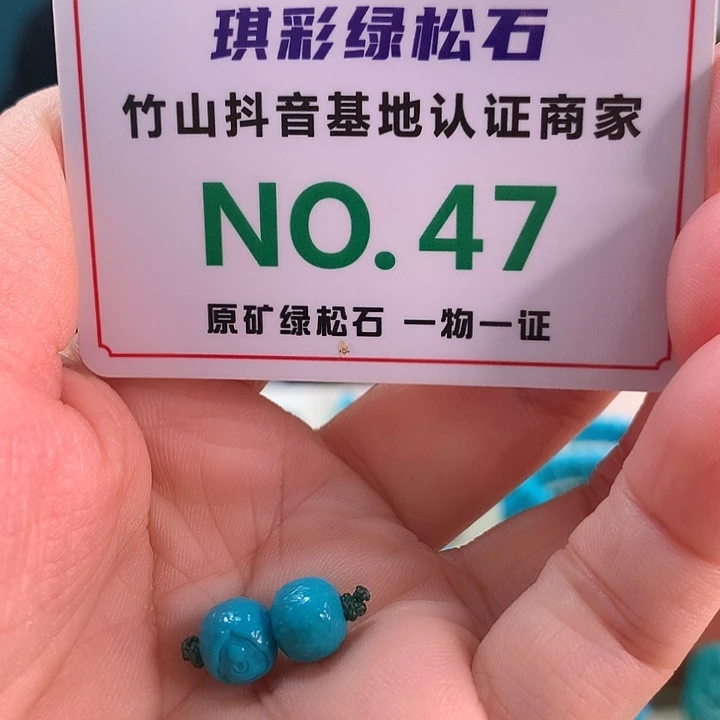 琪彩绿松石
竹山抖音基地认证商家
NO.47
原矿绿松石 一物一证